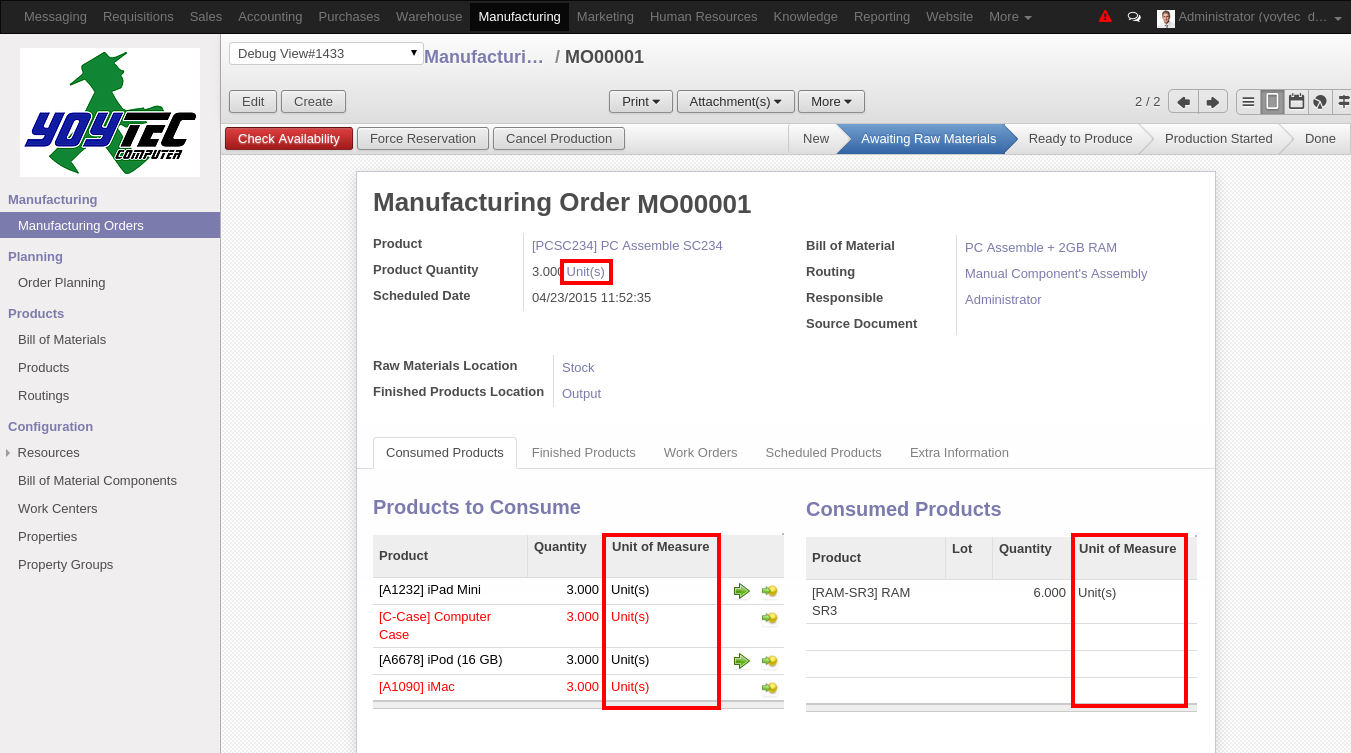 Messaging Requisitions Sales Accounting Purchases Warehouse Manufacturing Marketing Human Resources Knowledge Reporting Website More Administrator (yoytec_d...
Debug View#1433 Manufacturi... / MO00001
Edit Create Print Attachment(s) More 2 / 2
Check Availability Force Reservation Cancel Production New Awaiting Raw Materials Ready to Produce Production Started Done
YOYTEC
COMPUTER
Manufacturing
Manufacturing Orders
Planning
Order Planning
Products
Bill of Materials
Products
Routings
Configuration
Resources
Bill of Material Components
Work Centers
Properties
Property Groups
Manufacturing Order MO00001
Product [PCSC234] PC Assemble SC234
Product Quantity 3.000 Unit(s)
Scheduled Date 04/23/2015 11:52:35
Bill of Material PC Assemble + 2GB RAM
Routing Manual Component's Assembly
Responsible Administrator
Source Document
Raw Materials Location Stock
Finished Products Location Output
Consumed Products Finished Products Work Orders Scheduled Products Extra Information
Products to Consume
Product Quantity Unit of Measure
[A1232] iPad Mini 3.000 Unit(s)
[C-Case] Computer 3.000 Unit(s)
Case
[A6678] iPod (16 GB) 3.000 Unit(s)
[A1090] iMac 3.000 Unit(s)
Consumed Products
Product Lot Quantity Unit of Measure
[RAM-SR3] RAM 6.000 Unit(s)
SR3